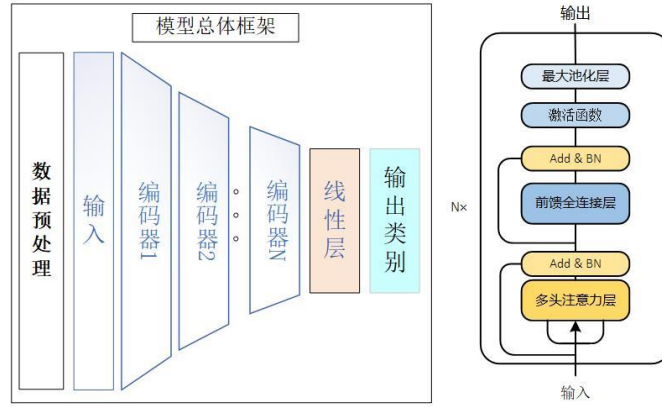 模型总体框架
数据预处理
输入
编码器1
编码器2
编码器N
线性层
输出类别
输出
最大池化层
激活函数
Add & BN
前馈全连接层
N×
Add & BN
多头注意力层
输入